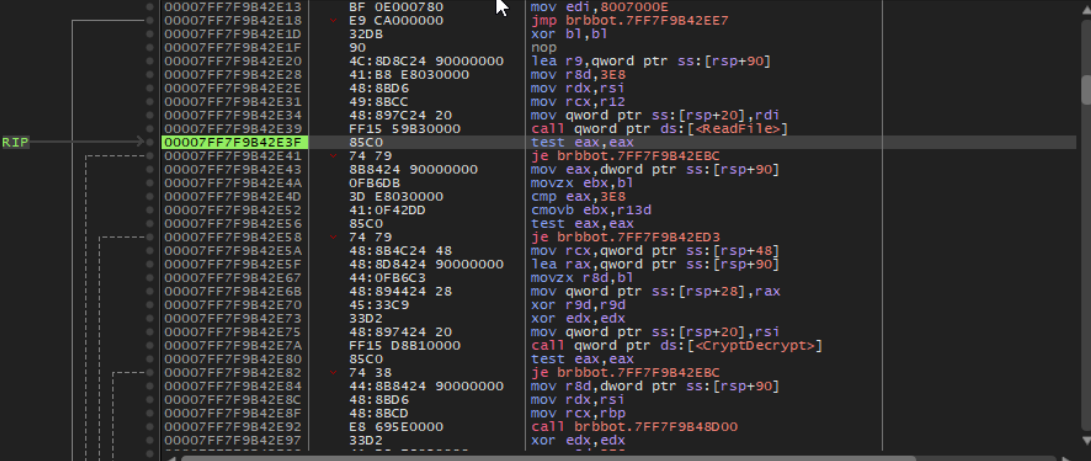 00007FF7F9B42E13 BF 0E000780 mov edi,8007000E
00007FF7F9B42E18 E9 CA000000 jmp brbbot.7FF7F9B42EE7
00007FF7F9B42E1D 32DB xor bl,bl
00007FF7F9B42E1F 90 nop
00007FF7F9B42E20 4C:8D8C24 90000000 lea r9,qword ptr ss:[rsp+90]
00007FF7F9B42E28 41:B8 E8030000 mov r8d,3E8
00007FF7F9B42E2E 48:8BD6 mov rdx,rsi
00007FF7F9B42E31 49:8BCC mov rcx,r12
00007FF7F9B42E34 48:897C24 20 mov qword ptr ss:[rsp+20],rdi
00007FF7F9B42E39 FF15 59B30000 call qword ptr ds:[<ReadFile>]
RIP 00007FF7F9B42E3F 85C0 test eax,eax
00007FF7F9B42E41 74 79 je brbbot.7FF7F9B42EBC
00007FF7F9B42E43 8B8424 90000000 mov eax,dword ptr ss:[rsp+90]
00007FF7F9B42E4A 0FB6DB movzx ebx,bl
00007FF7F9B42E4D 3D E8030000 cmp eax,3E8
00007FF7F9B42E52 41:0F42DD cmovb ebx,r13d
00007FF7F9B42E56 85C0 test eax,eax
00007FF7F9B42E58 74 79 je brbbot.7FF7F9B42ED3
00007FF7F9B42E5A 48:8B4C24 48 mov rcx,qword ptr ss:[rsp+48]
00007FF7F9B42E5F 48:8D8424 90000000 lea rax,qword ptr ss:[rsp+90]
00007FF7F9B42E67 44:0FB6C3 movzx r8d,bl
00007FF7F9B42E6B 48:894424 28 mov qword ptr ss:[rsp+28],rax
00007FF7F9B42E70 45:33C9 xor r9d,r9d
00007FF7F9B42E73 33D2 xor edx,edx
00007FF7F9B42E75 48:897424 20 mov qword ptr ss:[rsp+20],rsi
00007FF7F9B42E7A FF15 D8B10000 call qword ptr ds:[<CryptDecrypt>]
00007FF7F9B42E80 85C0 test eax,eax
00007FF7F9B42E82 74 38 je brbbot.7FF7F9B42EBC
00007FF7F9B42E84 44:8B8424 90000000 mov r8d,dword ptr ss:[rsp+90]
00007FF7F9B42E8C 48:8BD6 mov rdx,rsi
00007FF7F9B42E8F 48:8BCD mov rcx,rbp
00007FF7F9B42E92 E8 695E0000 call brbbot.7FF7F9B48D00
00007FF7F9B42E97 33D2 xor edx,edx